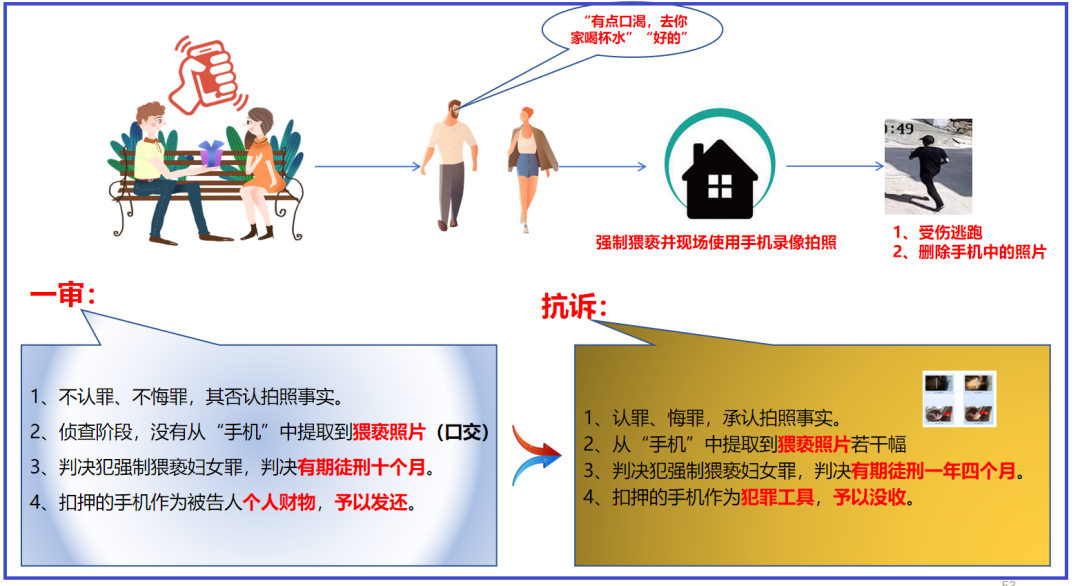 “有点口渴，去你
家喝杯水”“好的”
:49
强制猥亵并现场使用手机录像拍照
1、受伤逃跑
2、删除手机中的照片
一审：
抗诉：
1、不认罪、不悔罪，其否认拍照事实。
2、侦查阶段，没有从“手机”中提取到猥亵照片（口交）
3、判决犯强制猥亵妇女罪，判决有期徒刑十个月。
4、扣押的手机作为被告人个人财物，予以发还。
1、认罪、悔罪，承认拍照事实。
2、从“手机”中提取到猥亵照片若干幅
3、判决犯强制猥亵妇女罪，判决有期徒刑一年四个月。
4、扣押的手机作为犯罪工具，予以没收。
53